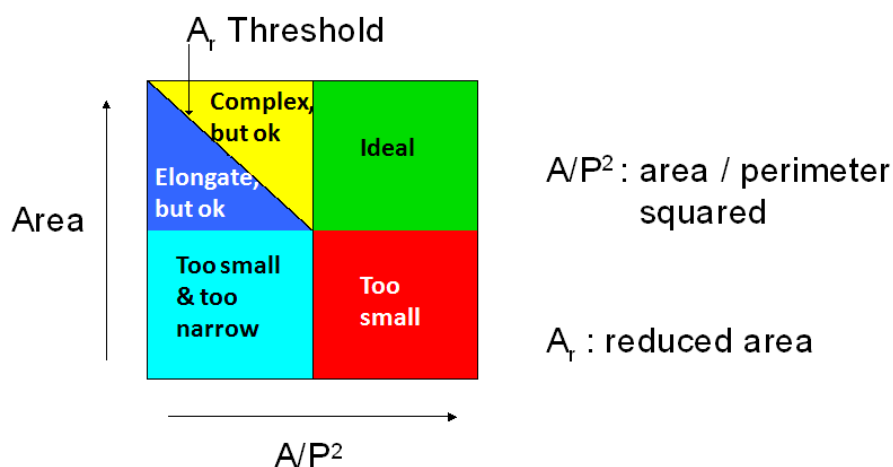 Aᵣ Threshold
Complex,
but ok
Ideal
Elongate,
but ok
Area
Too small
& too
narrow
Too
small
A/P²
A/P² : area / perimeter
squared
Aᵣ : reduced area